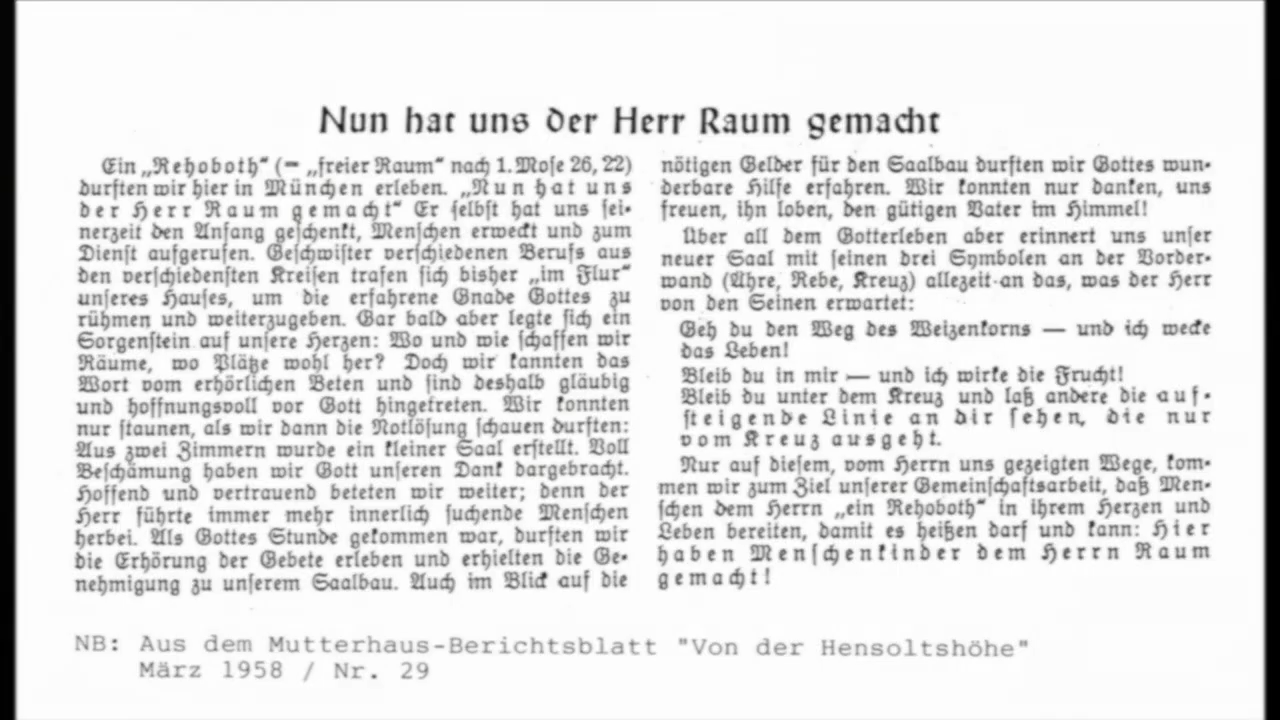 Nun hat uns der Herr Raum gemacht
Ein „Rehoboth“ (= „freier Raum“ nach 1. Mose 26, 22)
durften wir hier in München erleben. „Nun hat uns
der Herr Raum gemacht“ Er selbst hat uns sei-
nerzeit den Anfang geschenkt, Menschen erweckt und zum
Dienst aufgerufen. Geschwister verschiedenen Berufs aus
den verschiedensten Kreisen trafen sich bisher „im Flur“
unseres Hauses, um die erfahrene Gnade Gottes zu
rühmen und weiterzugeben. Gar bald aber legte sich ein
Sorgenstein auf unsere Herzen: Wo und wie schaffen wir
Räume, wo Plätze wohl her? Doch wir kannten das
Wort vom erhörlichen Beten und sind deshalb gläubig
und hoffnungsvoll vor Gott hingetreten. Wir konnten
nur staunen, als wir dann die Notlösung schauen durften:
Aus zwei Zimmern wurde ein kleiner Saal erstellt. Voll
Beschämung haben wir Gott unseren Dank dargebracht.
Hoffend und vertrauend beteten wir weiter; denn der
Herr führte immer mehr innerlich suchende Menschen
herbei. Als Gottes Stunde gekommen war, durften wir
die Erhörung der Gebete erleben und erhielten die Ge-
nehmigung zu unserem Saalbau. Auch im Blick auf die
nötigen Gelder für den Saalbau durften wir Gottes wun-
derbare Hilfe erfahren. Wir konnten nur danken, uns
freuen, ihn loben, den gütigen Vater im Himmel!
Über all dem Gotterleben aber erinnert uns unser
neuer Saal mit seinen drei Symbolen an der Vorder-
wand (Ähre, Rebe, Kreuz) allezeit an das, was der Herr
von den Seinen erwartet:
Geh du den Weg des Weizenkorns — und ich wecke
das Leben!
Bleib du in mir — und ich wirke die Frucht!
Bleib du unter dem Kreuz und laß andere die auf-
steigende Linie an dir sehen, die nur
vom Kreuz ausgeht.
Nur auf diesem, vom Herrn uns gezeigten Wege, kom-
men wir zum Ziel unserer Gemeinschaftsarbeit, daß Men-
schen dem Herrn „ein Rehoboth“ in ihrem Herzen und
Leben bereiten, damit es heißen darf und kann: Hier
haben Menschenkinder dem Herrn Raum
gemacht!
NB: Aus dem Mutterhaus-Berichtsblatt "Von der Hensoltshöhe"
März 1958 / Nr. 29